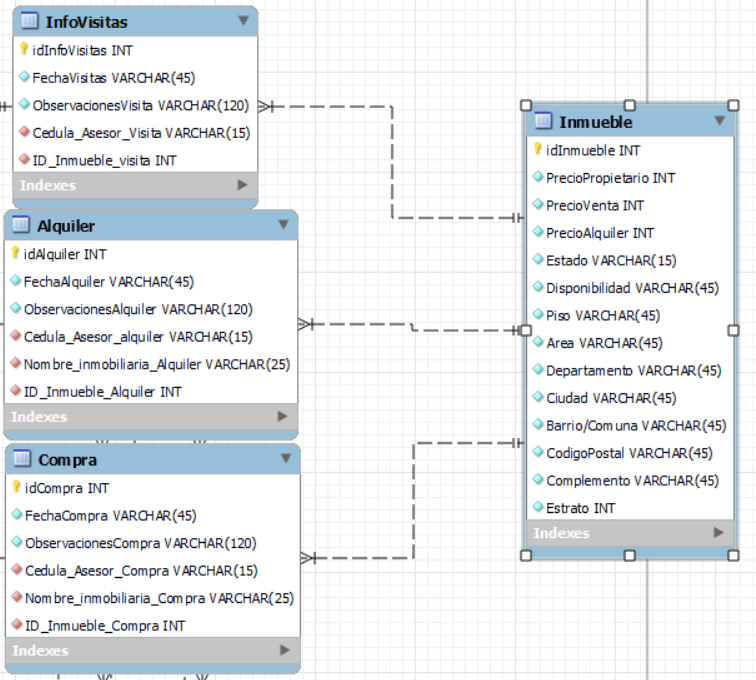 InfoVisitas
idInfoVisitas INT
FechaVisitas VARCHAR(45)
ObservacionesVisita VARCHAR(120)
Cedula_Asesor_Visita VARCHAR(15)
ID_Inmueble_visita INT
Indexes
Alquiler
idAlquiler INT
FechaAlquiler VARCHAR(45)
ObservacionesAlquiler VARCHAR(120)
Cedula_Asesor_alquiler VARCHAR(15)
Nombre_inmobiliaria_Alquiler VARCHAR(25)
ID_Inmueble_Alquiler INT
Indexes
Compra
idCompra INT
FechaCompra VARCHAR(45)
ObservacionesCompra VARCHAR(120)
Cedula_Asesor_Compra VARCHAR(15)
Nombre_inmobiliaria_Compra VARCHAR(25)
ID_Inmueble_Compra INT
Indexes
Inmueble
idInmueble INT
PrecioPropietario INT
PrecioVenta INT
PrecioAlquiler INT
Estado VARCHAR(15)
Disponibilidad VARCHAR(45)
Piso VARCHAR(45)
Area VARCHAR(45)
Departamento VARCHAR(45)
Ciudad VARCHAR(45)
Barrio/Comuna VARCHAR(45)
CodigoPostal VARCHAR(45)
Complemento VARCHAR(45)
Estrato INT
Indexes